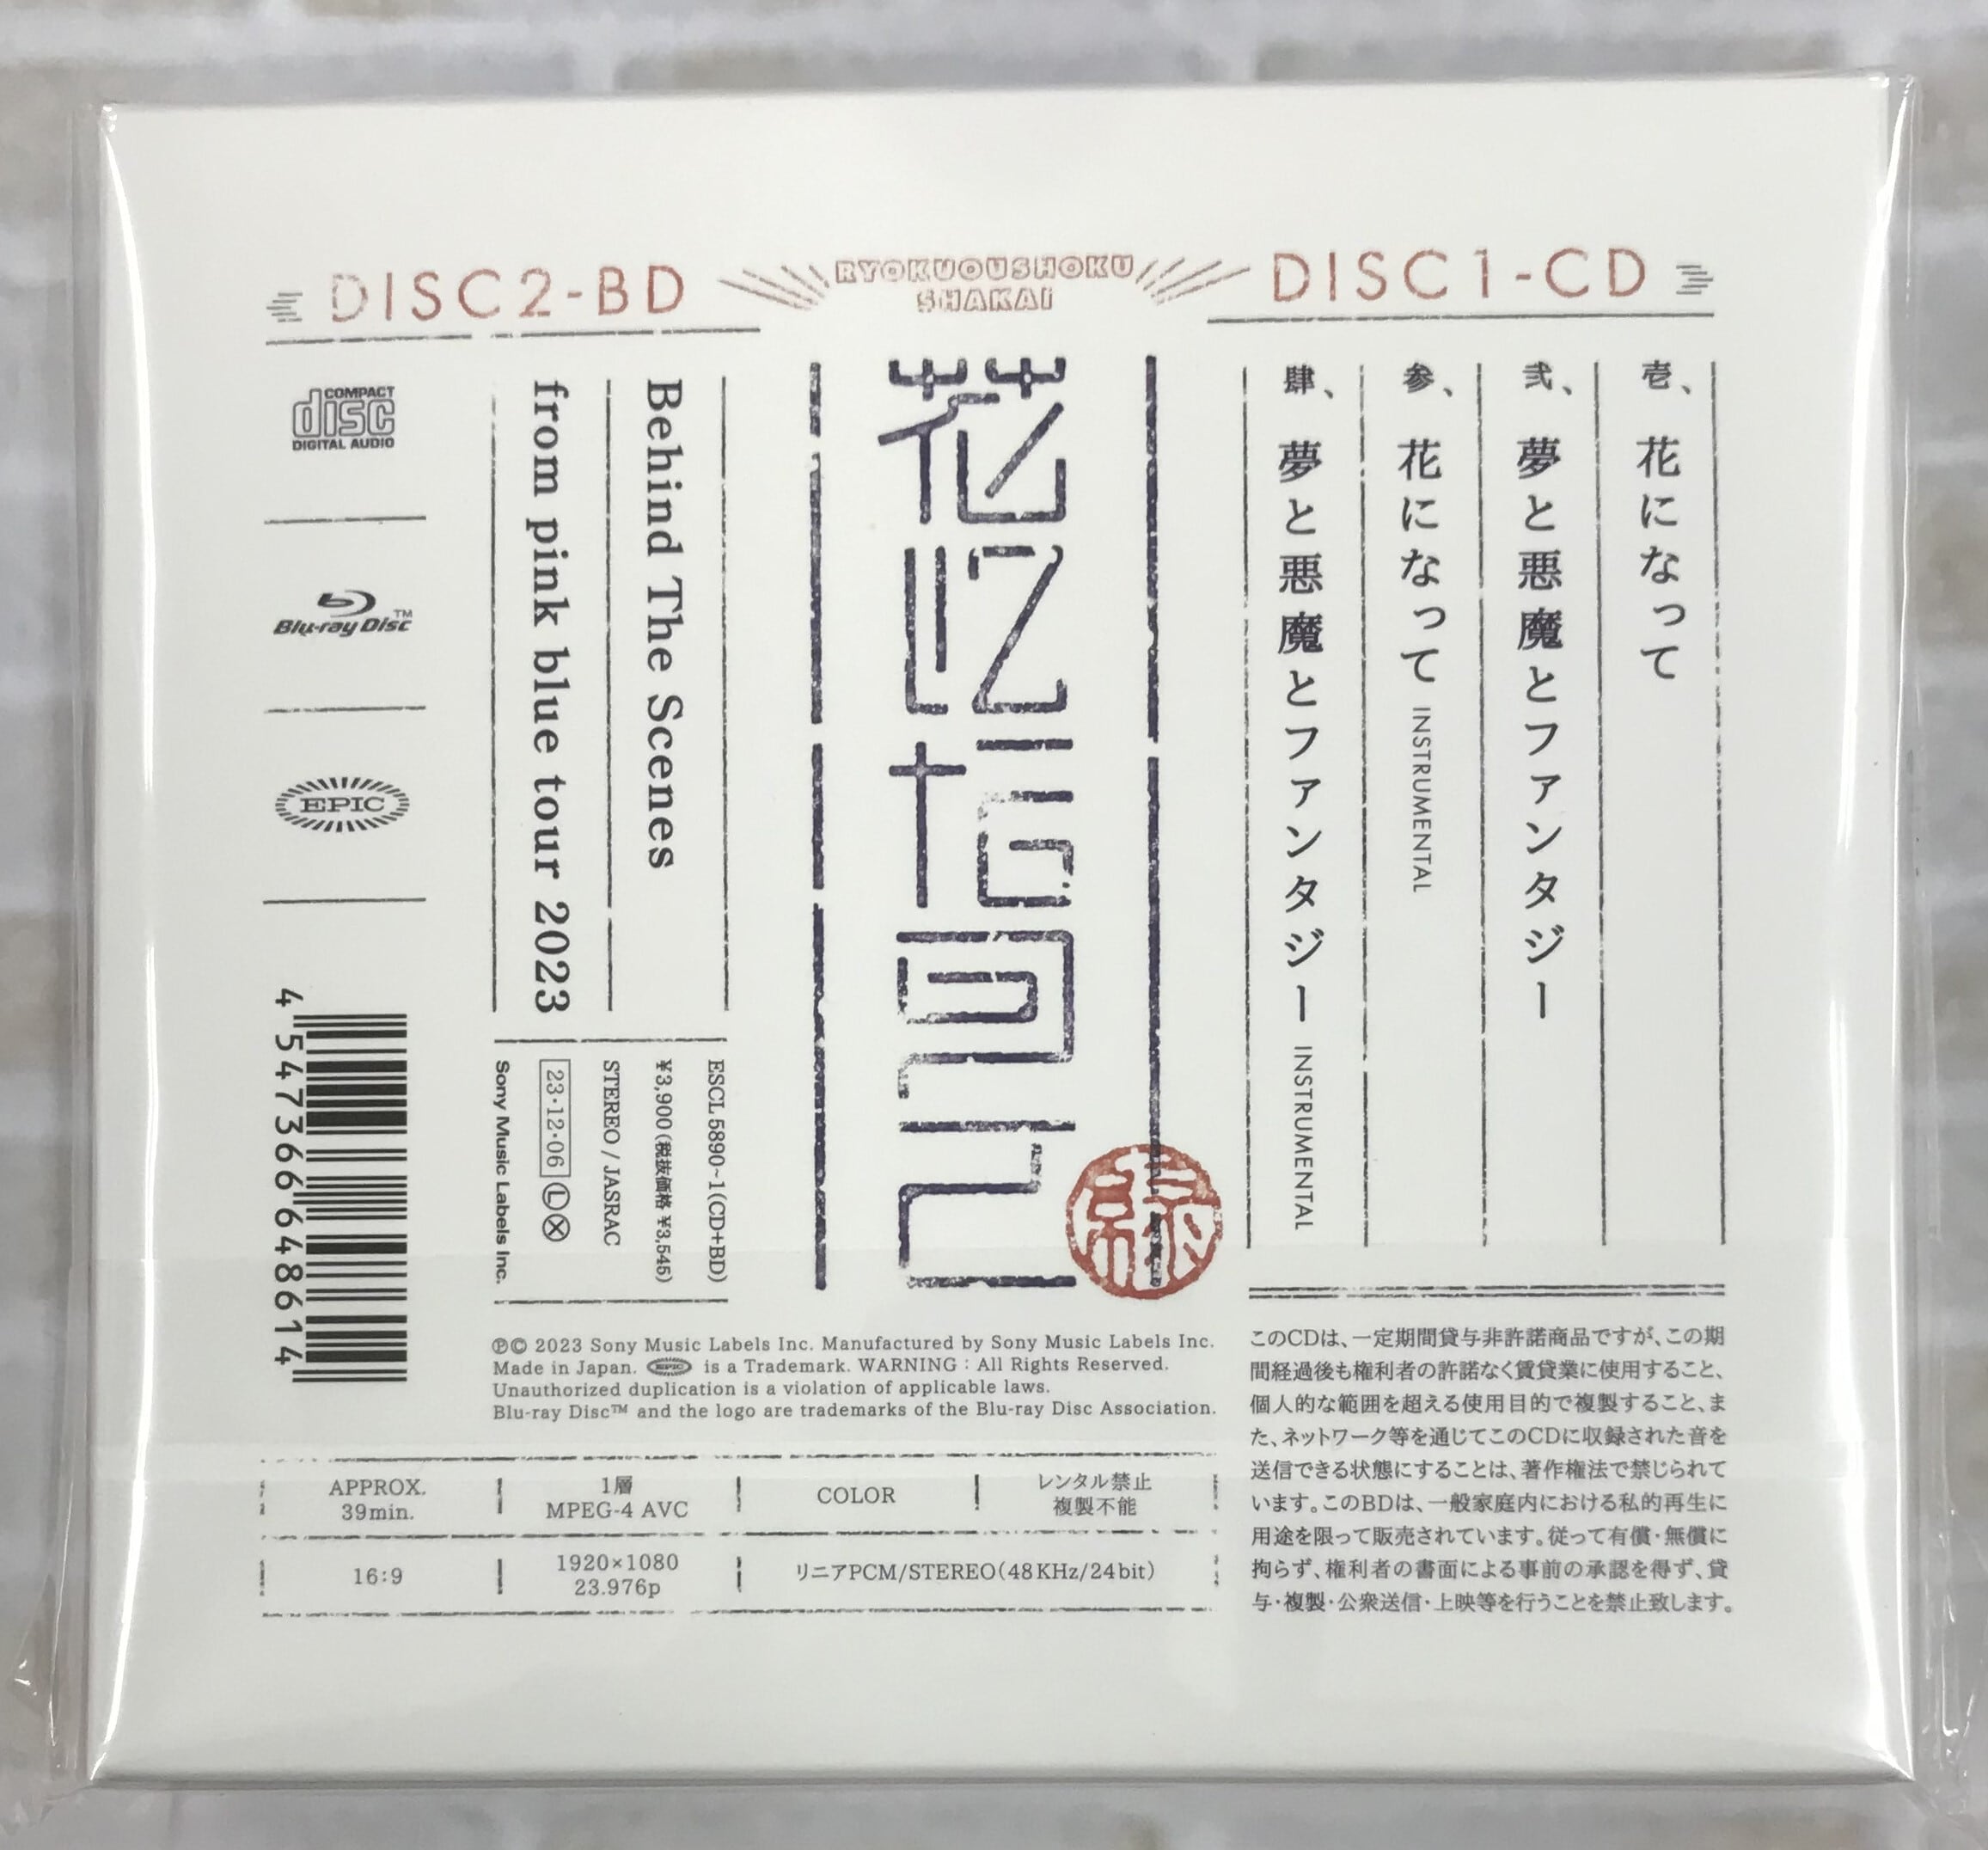 RYOKUOUSHOKU
SHAKAI
DISC1-CD
壱、花になって
弐、夢と悪魔とファンタジー
参、花になって INSTRUMENTAL
肆、夢と悪魔とファンタジー INSTRUMENTAL
このCDは、一定期間貸与非許諾商品ですが、この期
間経過後も権利者の許諾なく賃貸業に使用すること、
個人的な範囲を超える使用目的で複製すること、ま
た、ネットワーク等を通じてこのCDに収録された音を
送信できる状態にすることは、著作権法で禁じられて
います。このBDは、一般家庭内における私的再生に
用途を限って販売されています。従って有償・無償に
拘らず、権利者の書面による事前の承認を得ず、貸
与・複製・公衆送信・上映等を行うことを禁止致します。
DISC2-BD
Behind The Scenes
from pink blue tour 2023
ESCL 5890~1(CD+BD)
¥3,900(税抜価格 ¥3,545)
STEREO / JASRAC
23・12・06 Ⓛ Ⓧ
Sony Music Labels Inc.
COMPACT
disc
DIGITAL AUDIO
Blu-ray Disc™
EPIC
4 547366 648614
℗© 2023 Sony Music Labels Inc. Manufactured by Sony Music Labels Inc.
Made in Japan. EPIC is a Trademark. WARNING : All Rights Reserved.
Unauthorized duplication is a violation of applicable laws.
Blu-ray Disc™ and the logo are trademarks of the Blu-ray Disc Association.
APPROX.
39min.
1層
MPEG-4 AVC
COLOR
レンタル禁止
複製不能
16:9
1920×1080
23.976p
リニアPCM/STEREO(48KHz/24bit)